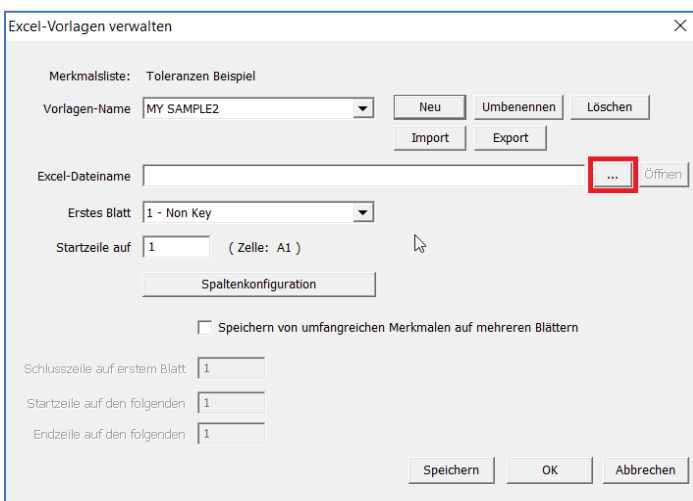 Excel-Vorlagen verwalten
Merkmalsliste: Toleranzen Beispiel
Vorlagen-Name MY SAMPLE2 Neu Umbenennen Löschen
Import Export
Excel-Dateiname ... Öffnen
Erstes Blatt 1 - Non Key
Startzeile auf 1 ( Zelle: A1 )
Spaltenkonfiguration
Speichern von umfangreichen Merkmalen auf mehreren Blättern
Schlusszeile auf erstem Blatt 1
Startzeile auf den folgenden 1
Endzeile auf den folgenden 1
Speichern OK Abbrechen